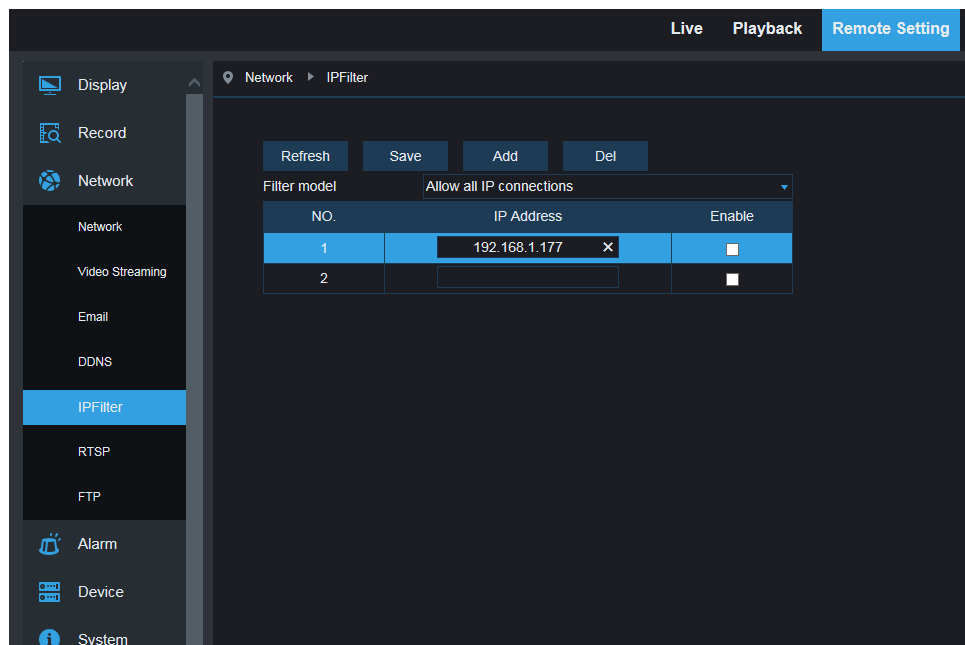 Live Playback Remote Setting
Display
Record
Network
Network
Video Streaming
Email
DDNS
IPFilter
RTSP
FTP
Alarm
Device
System
Network IPFilter
Refresh Save Add Del
Filter model Allow all IP connections
NO. IP Address Enable
1 192.168.1.177
2